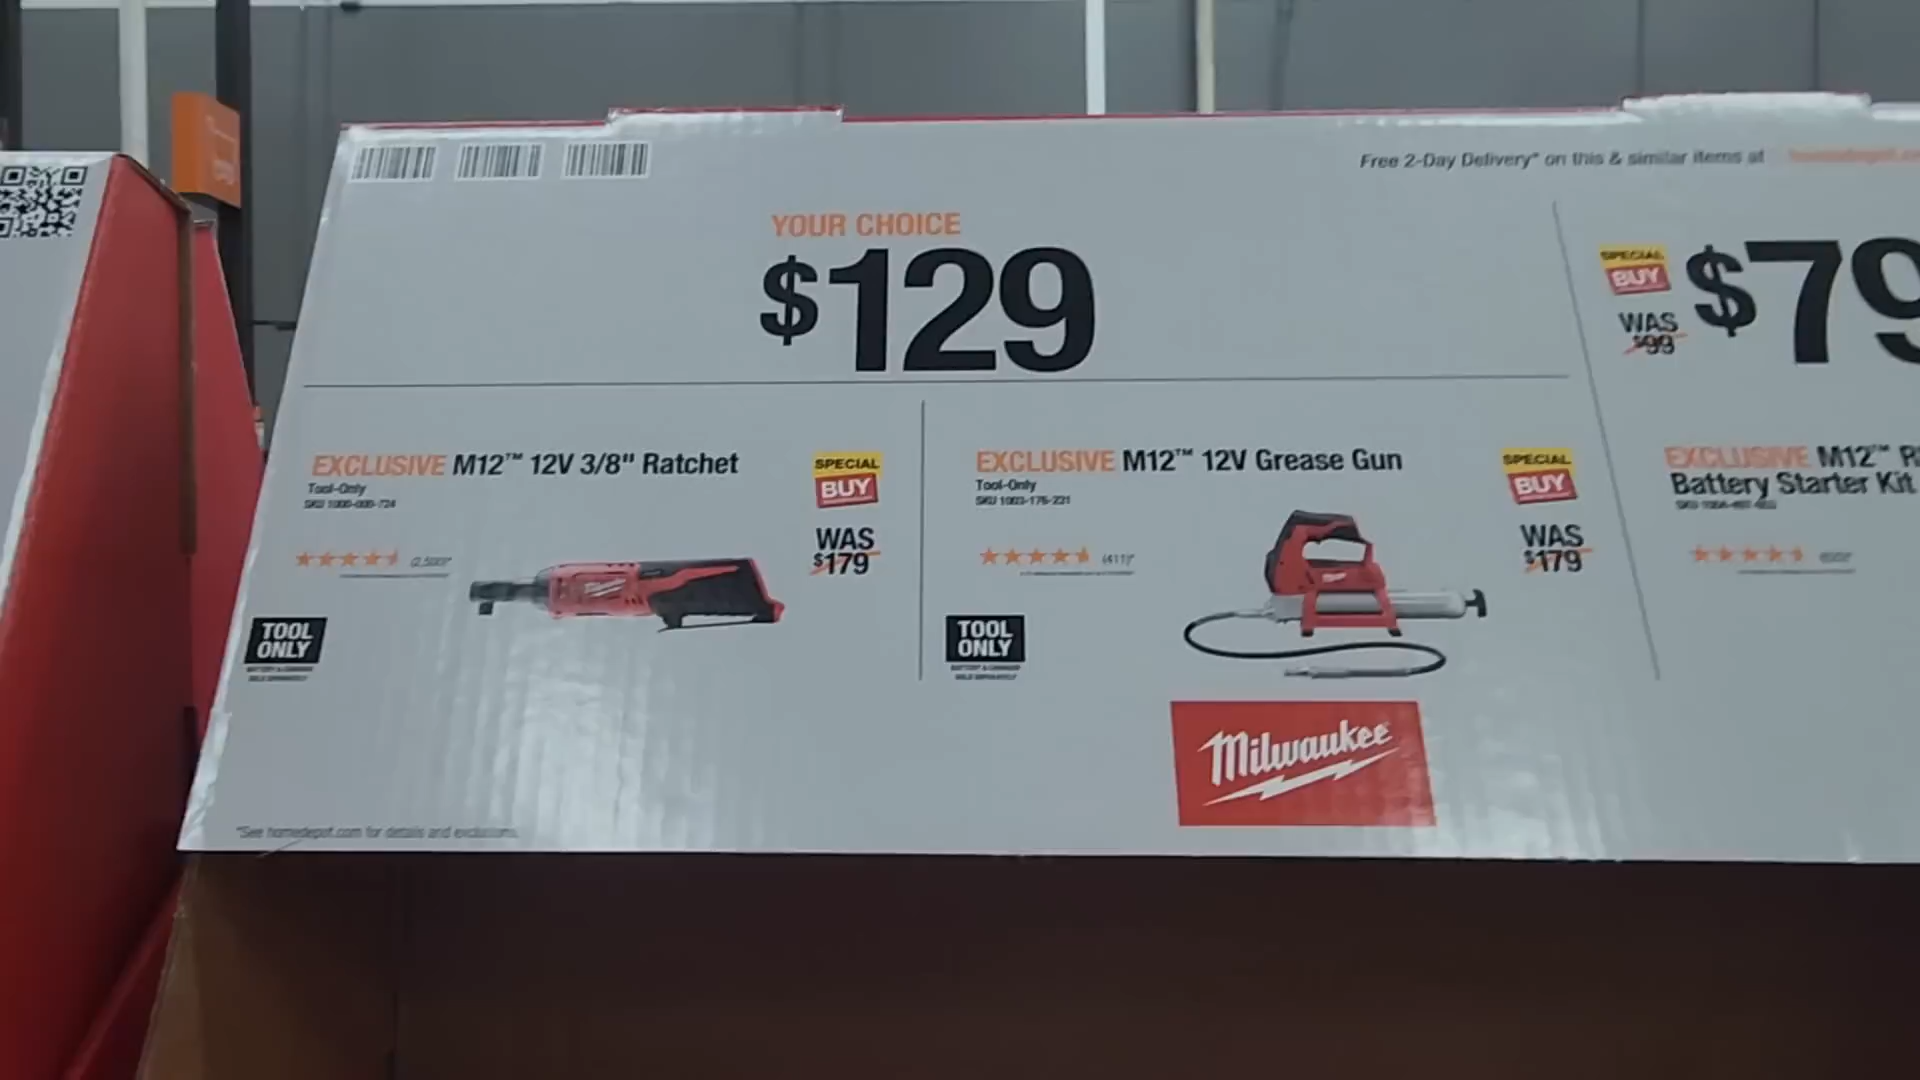 Free 2-Day Delivery* on this & similar items at
YOUR CHOICE
$129
EXCLUSIVE M12™ 12V 3/8" Ratchet
Tool-Only
SPECIAL
BUY
WAS
$179
TOOL
ONLY
EXCLUSIVE M12™ 12V Grease Gun
Tool-Only
SPECIAL
BUY
WAS
$179
(411)*
TOOL
ONLY
SPECIAL
BUY
WAS
$99
$79
EXCLUSIVE M12™
Battery Starter Kit
Milwaukee
*See homedepot.com for details and exclusions.